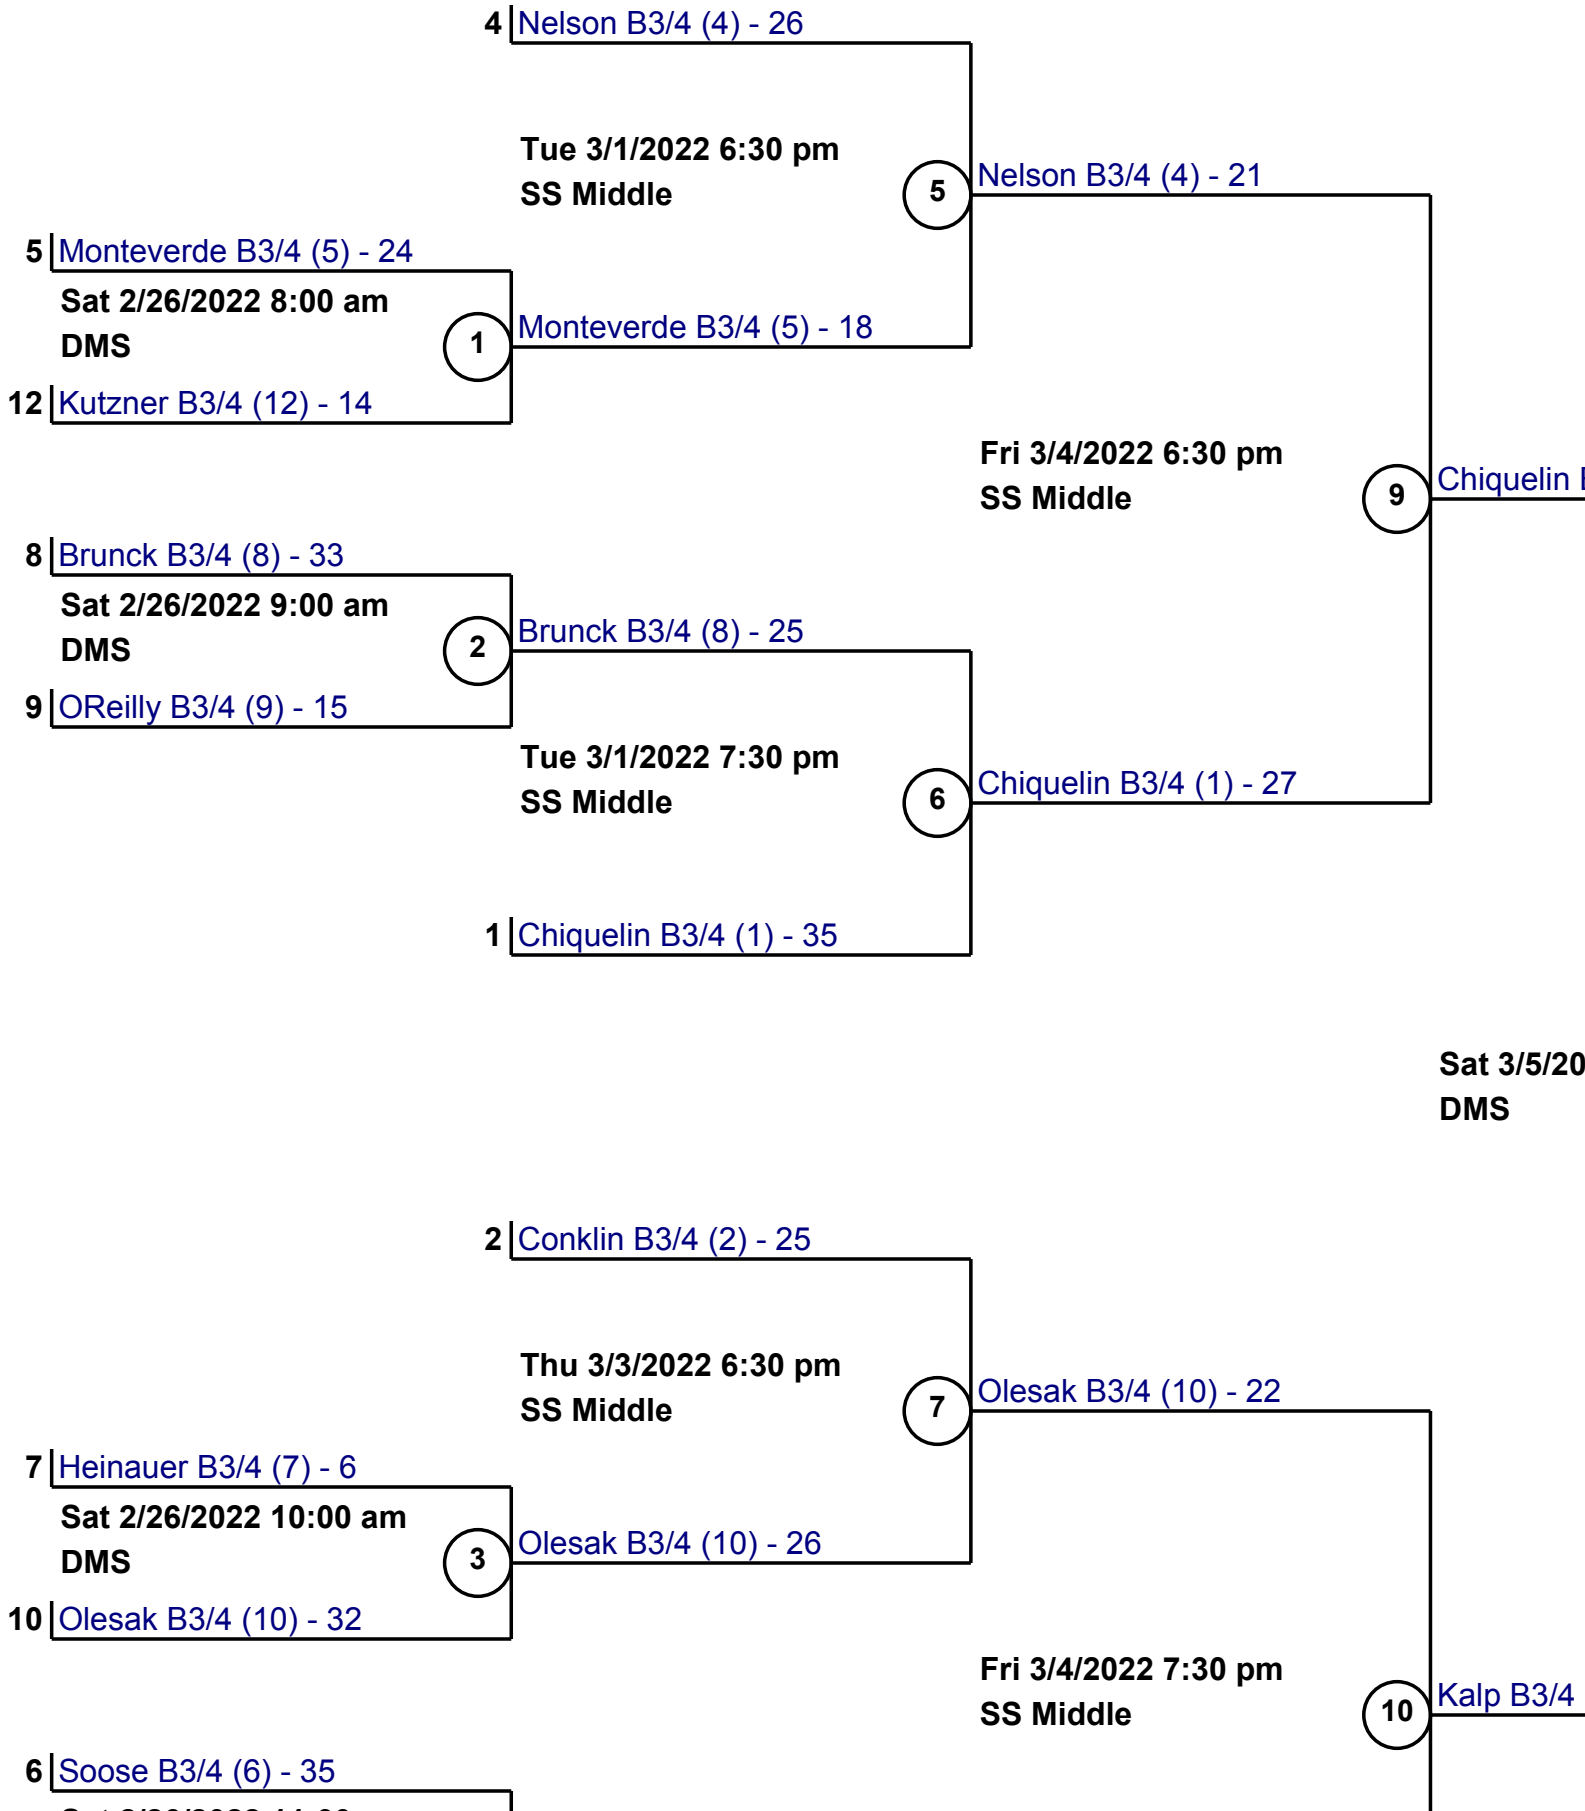 4 Nelson B3/4 (4) - 26
Tue 3/1/2022 6:30 pm
SS Middle
5
Nelson B3/4 (4) - 21
5 Monteverde B3/4 (5) - 24
Sat 2/26/2022 8:00 am
DMS
1
Monteverde B3/4 (5) - 18
12 Kutzner B3/4 (12) - 14
Fri 3/4/2022 6:30 pm
SS Middle
9
Chiquelin
8 Brunck B3/4 (8) - 33
Sat 2/26/2022 9:00 am
DMS
2
Brunck B3/4 (8) - 25
9 OReilly B3/4 (9) - 15
Tue 3/1/2022 7:30 pm
SS Middle
6
Chiquelin B3/4 (1) - 27
1 Chiquelin B3/4 (1) - 35
Sat 3/5/20
DMS
2 Conklin B3/4 (2) - 25
Thu 3/3/2022 6:30 pm
SS Middle
7
Olesak B3/4 (10) - 22
7 Heinauer B3/4 (7) - 6
Sat 2/26/2022 10:00 am
DMS
3
Olesak B3/4 (10) - 26
10 Olesak B3/4 (10) - 32
Fri 3/4/2022 7:30 pm
SS Middle
10
Kalp B3/4
6 Soose B3/4 (6) - 35